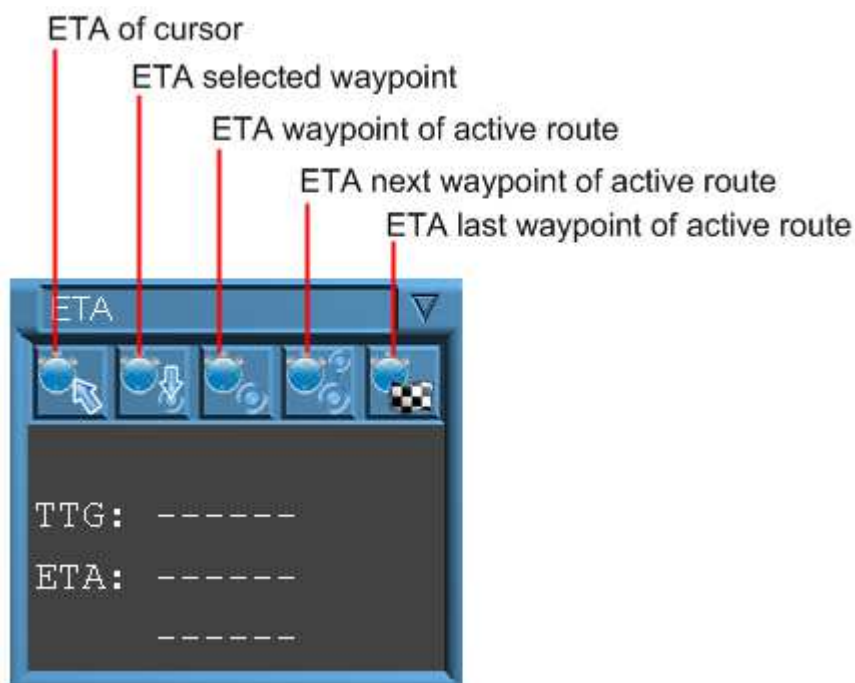 ETA of cursor
ETA selected waypoint
ETA waypoint of active route
ETA next waypoint of active route
ETA last waypoint of active route
ETA
TTG: ------
ETA: ------
------